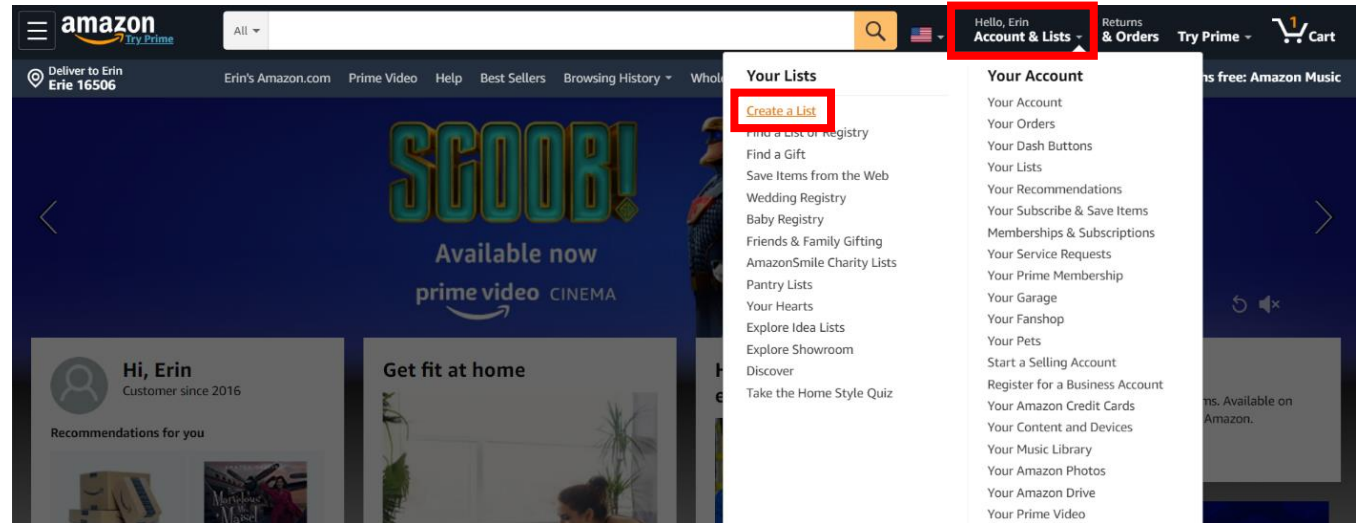 amazon
Try Prime
All
Hello, Erin
Account & Lists
Returns
& Orders
Try Prime
1
Cart
Deliver to Erin
Erie 16506
Erin's Amazon.com
Prime Video
Help
Best Sellers
Browsing History
ns free: Amazon Music
SCOOB!
Available now
prime video CINEMA
Your Lists
Create a List
Find a List or Registry
Find a Gift
Save Items from the Web
Wedding Registry
Baby Registry
Friends & Family Gifting
AmazonSmile Charity Lists
Pantry Lists
Your Hearts
Explore Idea Lists
Explore Showroom
Discover
Take the Home Style Quiz
Your Account
Your Account
Your Orders
Your Dash Buttons
Your Lists
Your Recommendations
Your Subscribe & Save Items
Memberships & Subscriptions
Your Service Requests
Your Prime Membership
Your Garage
Your Fanshop
Your Pets
Start a Selling Account
Register for a Business Account
Your Amazon Credit Cards
Your Content and Devices
Your Music Library
Your Amazon Photos
Your Amazon Drive
Your Prime Video
Hi, Erin
Customer since 2016
Recommendations for you
Marvelous
Mrs. Maisel
Get fit at home
ms. Available on
Amazon.